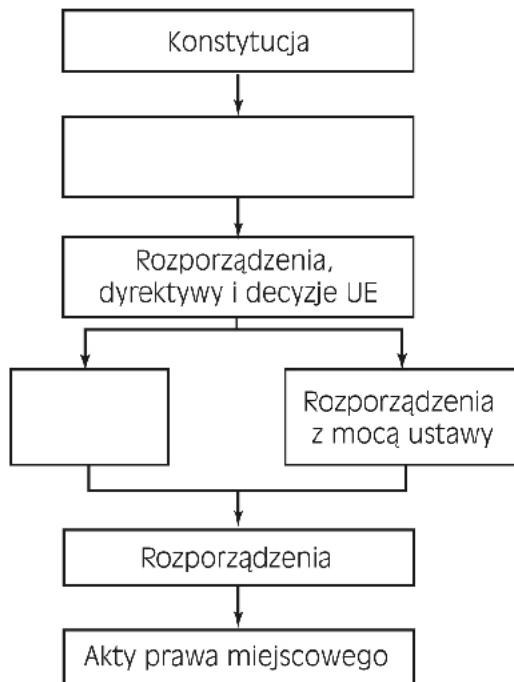 Konstytucja
Rozporządzenia,
dyrektywy i decyzje UE
Rozporządzenia
z mocą ustawy
Rozporządzenia
Akty prawa miejscowego